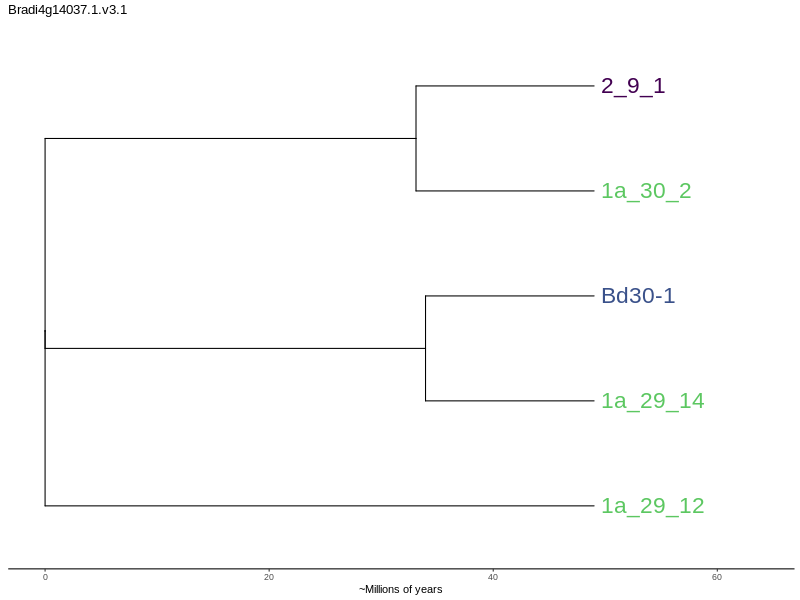 Bradi4g14037.1.v3.1
2_9_1
1a_30_2
Bd30-1
1a_29_14
1a_29_12
0 20 40 60
~Millions of years